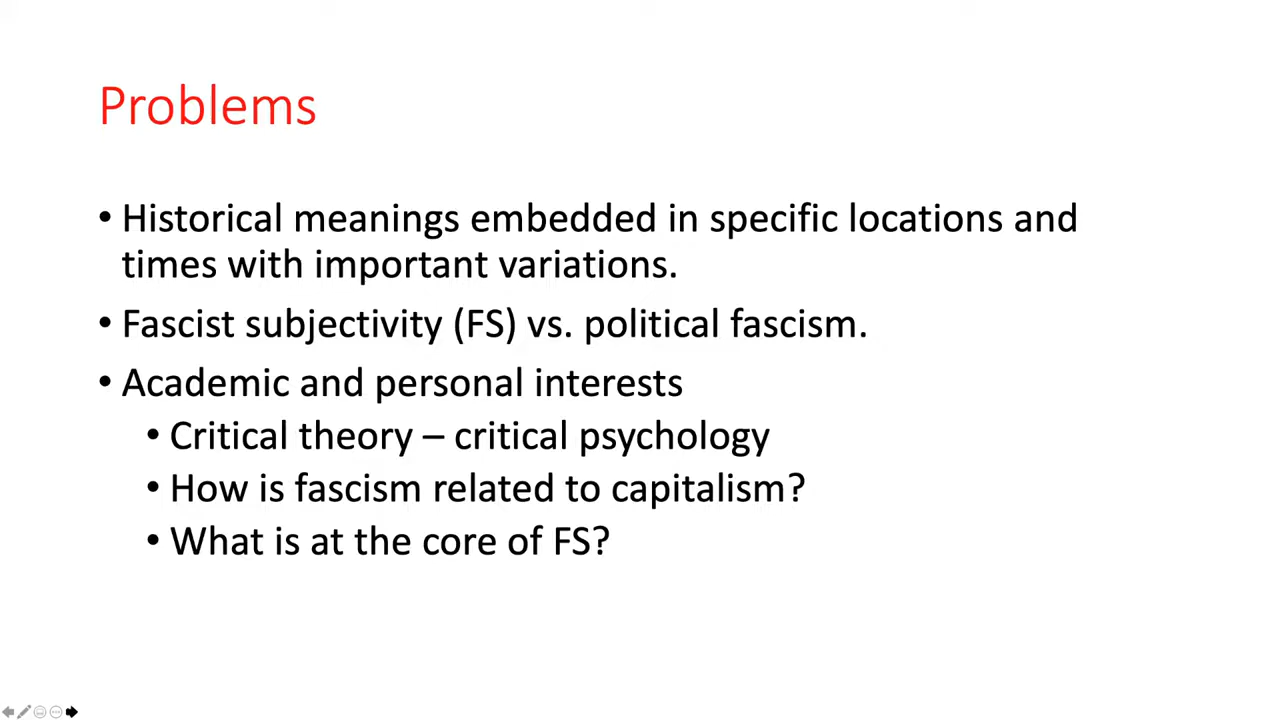 Problems
• Historical meanings embedded in specific locations and
times with important variations.
• Fascist subjectivity (FS) vs. political fascism.
• Academic and personal interests
• Critical theory – critical psychology
• How is fascism related to capitalism?
• What is at the core of FS?